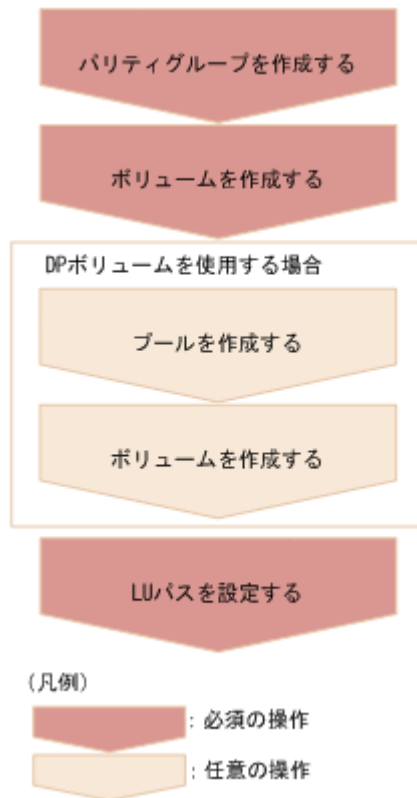 パリティグループを作成する
ボリュームを作成する
DPボリュームを使用する場合
プールを作成する
ボリュームを作成する
LUパスを設定する
(凡例)
: 必須の操作
: 任意の操作